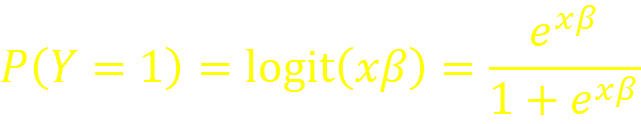 P(Y = 1) = logit(xβ) = e^{xβ} / (1 + e^{xβ})